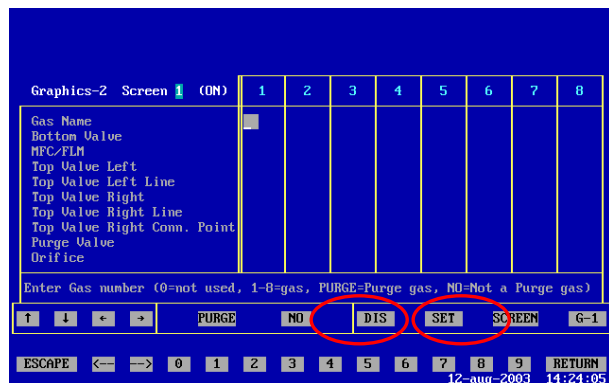 Graphics-2 Screen 1 (ON) 1 2 3 4 5 6 7 8
Gas Name
Bottom Valve
MFC/FLM
Top Valve Left
Top Valve Left Line
Top Valve Right
Top Valve Right Line
Top Valve Right Conn. Point
Purge Valve
Orifice
Enter Gas number (0=not used, 1-8=gas, PURGE=Purge gas, NO=Not a Purge gas)
↑ ↓ ← → PURGE NO DIS SET SCREEN G-1
ESCAPE <-- --> 0 1 2 3 4 5 6 7 8 9 RETURN
12-aug-2003 14:24:05